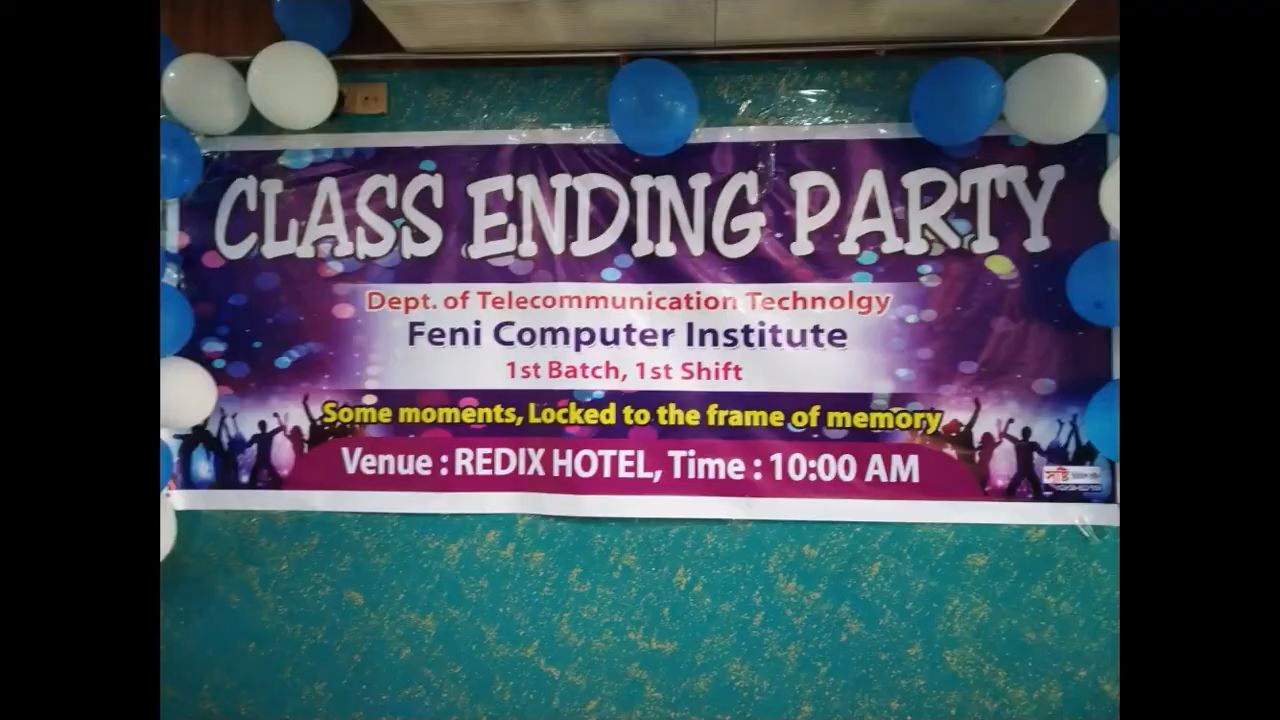 CLASS ENDING PARTY
Dept. of Telecommunication Technolgy
Feni Computer Institute
1st Batch, 1st Shift
Some moments, Locked to the frame of memory
Venue : REDIX HOTEL, Time : 10:00 AM